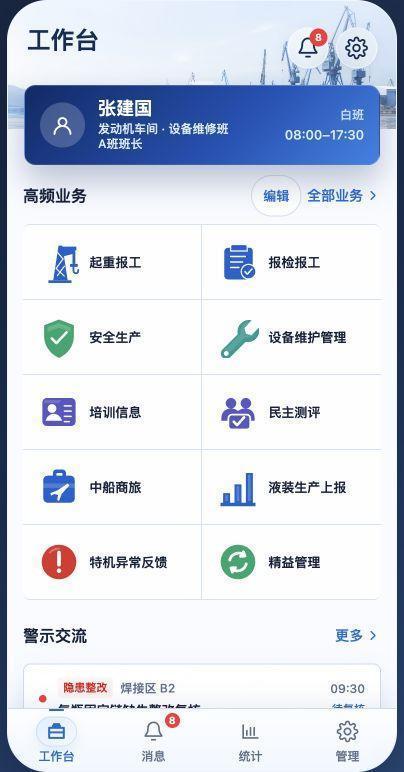 工作台
8
张建国
白班
发动机车间 · 设备维修班
08:00–17:30
A班班长
高频业务
编辑 全部业务
起重报工 报检报工
安全生产 设备维护管理
培训信息 民主测评
中船商旅 液装生产上报
特机异常反馈 精益管理
警示交流 更多
隐患整改 焊接区 B2 09:30
8
工作台 消息 统计 管理